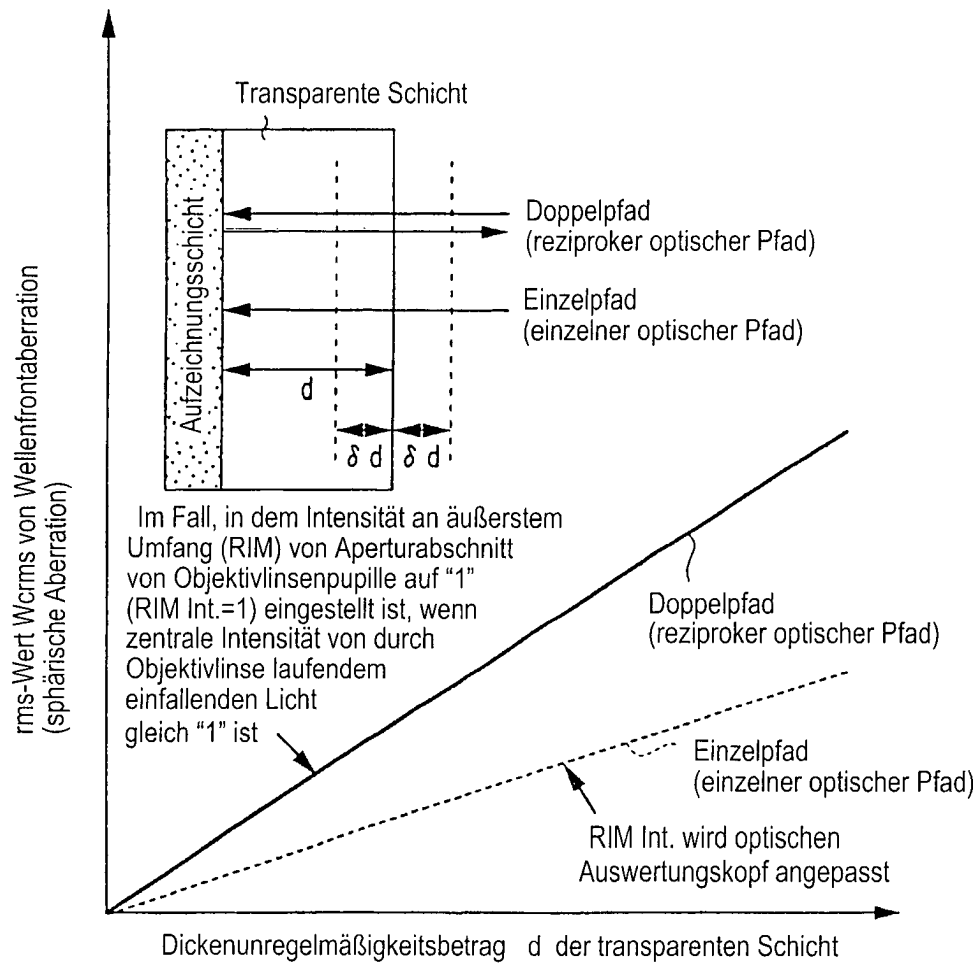 Transparente Schicht
Aufzeichnungsschicht
Doppelpfad
(reziproker optischer Pfad)
Einzelpfad
(einzelner optischer Pfad)
d
δ d δ d
Im Fall, in dem Intensität an äußerstem
Umfang (RIM) von Aperturabschnitt
von Objektivlinsenpupille auf “1”
(RIM Int.=1) eingestellt ist, wenn
zentrale Intensität von durch
Objektivlinse laufendem
einfallenden Licht
gleich “1” ist
Doppelpfad
(reziproker optischer Pfad)
Einzelpfad
(einzelner optischer Pfad)
RIM Int. wird optischen
Auswertungskopf angepasst
rms-Wert Wcrms von Wellenfrontaberration
(sphärische Aberration)
Dickenunregelmäßigkeitsbetrag d der transparenten Schicht